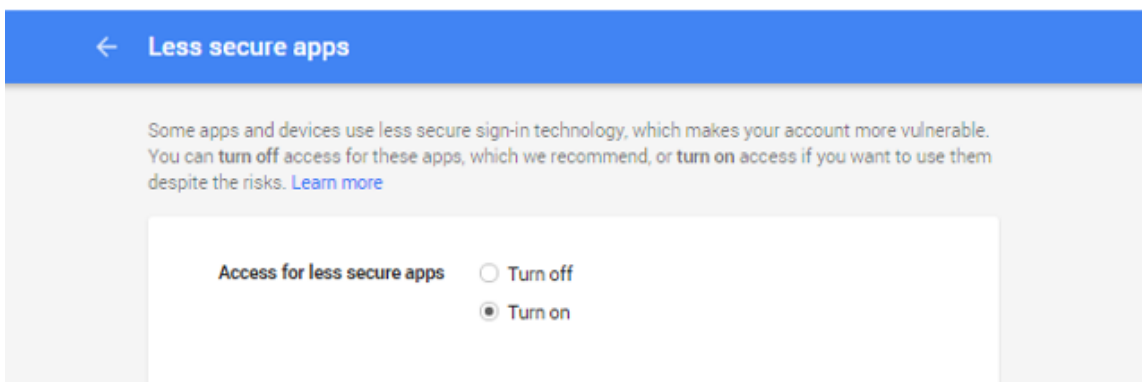 Less secure apps
Some apps and devices use less secure sign-in technology, which makes your account more vulnerable.
You can turn off access for these apps, which we recommend, or turn on access if you want to use them
despite the risks. Learn more
Access for less secure apps
Turn off
Turn on